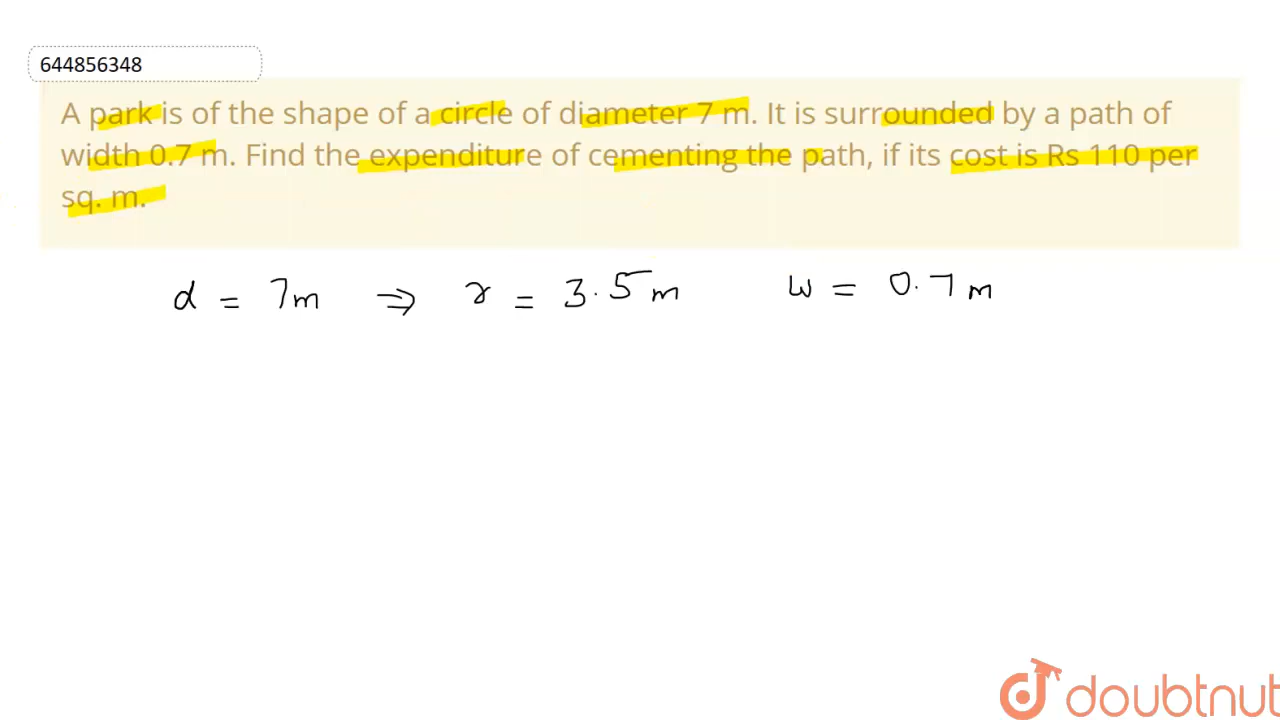 644856348
A park is of the shape of a circle of diameter 7 m. It is surrounded by a path of
width 0.7 m. Find the expenditure of cementing the path, if its cost is Rs 110 per
sq. m.
d = 7m ⇒ r = 3.5m w = 0.7m
doubtnut